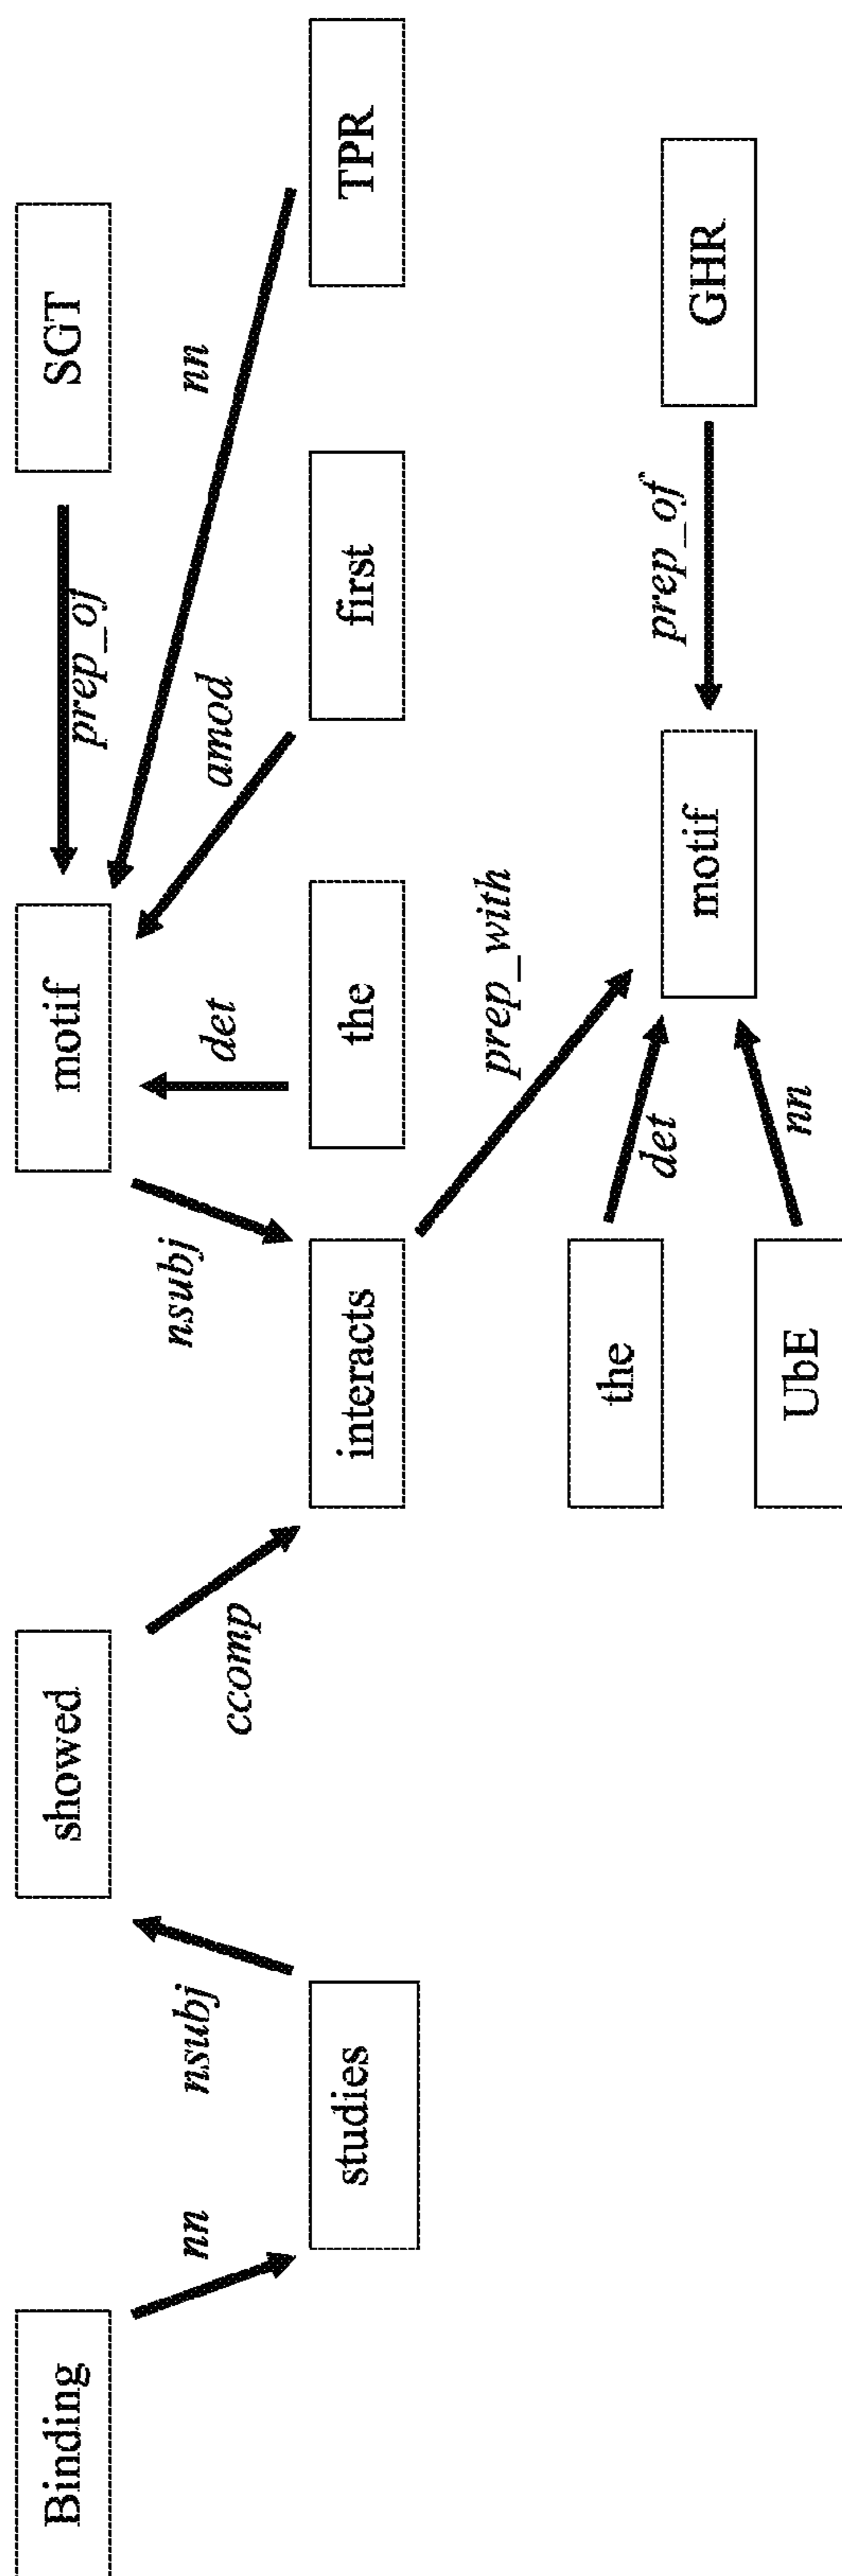 Binding
nn
studies
nsubj
showed
ccomp
interacts
nsubj
motif
prep_of
SGT
det
the
amod
first
nn
TPR
prep_with
the
det
UbE
nn
motif
prep_of
GHR